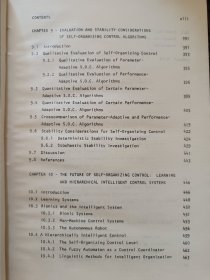 CONTENTS xiii
CHAPTER 9 - EVALUATION AND STABILITY CONSIDERATIONS
OF SELF-ORGANIZING CONTROL ALGORITHMS 351
9.1 Introduction
9.2 Qualitative Evaluation of Self-Organizing Control
9.2.1 Qualitative Evaluation of Parameter-
Adaptive S.O.C. Algorithms
9.2.2 Qualitative Evaluation of Performance-
Adaptive S.O.C. Algorithms
9.3 Quantitative Evaluation of Certain Parameter-
Adaptive S.O.C. Algorithms
9.4 Quantitative Evaluation of Certain Performance-
Adaptive S.O.C. Algorithms
9.5 Crosscomparison of Parameter-Adaptive and Performance-
Adaptive S.O.C. Algorithms
9.6 Stability Considerations for Self-Organizing Control
9.6.1 Deterministic Stability Investigation
9.6.2 Stochastic Stability Investigation
9.7 Discussion
9.8 References
CHAPTER 10 - THE FUTURE OF SELF-ORGANIZING CONTROL: LEARNING
AND HIERARCHICAL INTELLIGENT CONTROL SYSTEMS
10.1 Introduction
10.2 Learning Systems
10.3 Bionics and the Intelligent System
10.3.1 Bionic Systems
10.3.2 Man-Machine Control Systems
10.3.3 The Autonomous Robot
10.4 A Hierarchically Intelligent Control
10.4.1 The Self-Organizing Control Level
10.4.2 The Fuzzy Automaton as a Control Coordinator
10.4.3 Linguistic Methods for Intelligent Organization